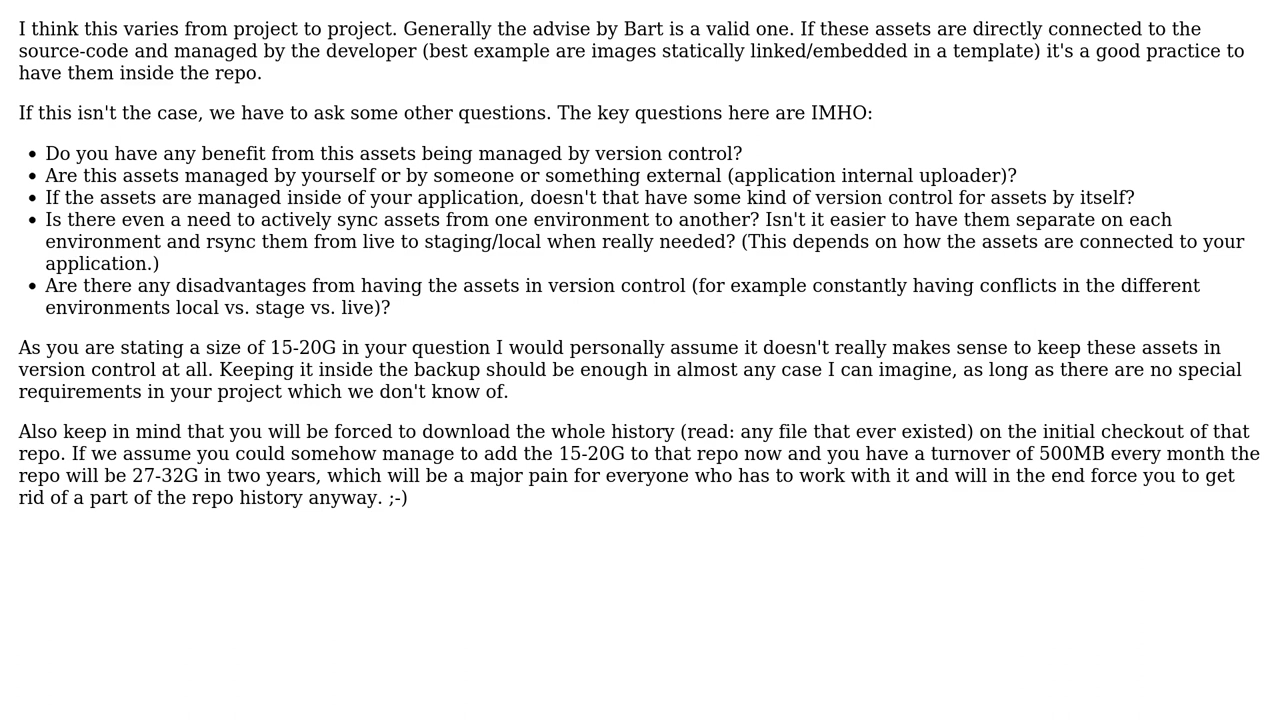 I think this varies from project to project. Generally the advise by Bart is a valid one. If these assets are directly connected to the
source-code and managed by the developer (best example are images statically linked/embedded in a template) it's a good practice to
have them inside the repo.
If this isn't the case, we have to ask some other questions. The key questions here are IMHO:
• Do you have any benefit from this assets being managed by version control?
• Are this assets managed by yourself or by someone or something external (application internal uploader)?
• If the assets are managed inside of your application, doesn't that have some kind of version control for assets by itself?
• Is there even a need to actively sync assets from one environment to another? Isn't it easier to have them separate on each
environment and rsync them from live to staging/local when really needed? (This depends on how the assets are connected to your
application.)
• Are there any disadvantages from having the assets in version control (for example constantly having conflicts in the different
environments local vs. stage vs. live)?
As you are stating a size of 15-20G in your question I would personally assume it doesn't really makes sense to keep these assets in
version control at all. Keeping it inside the backup should be enough in almost any case I can imagine, as long as there are no special
requirements in your project which we don't know of.
Also keep in mind that you will be forced to download the whole history (read: any file that ever existed) on the initial checkout of that
repo. If we assume you could somehow manage to add the 15-20G to that repo now and you have a turnover of 500MB every month the
repo will be 27-32G in two years, which will be a major pain for everyone who has to work with it and will in the end force you to get
rid of a part of the repo history anyway. ;-)